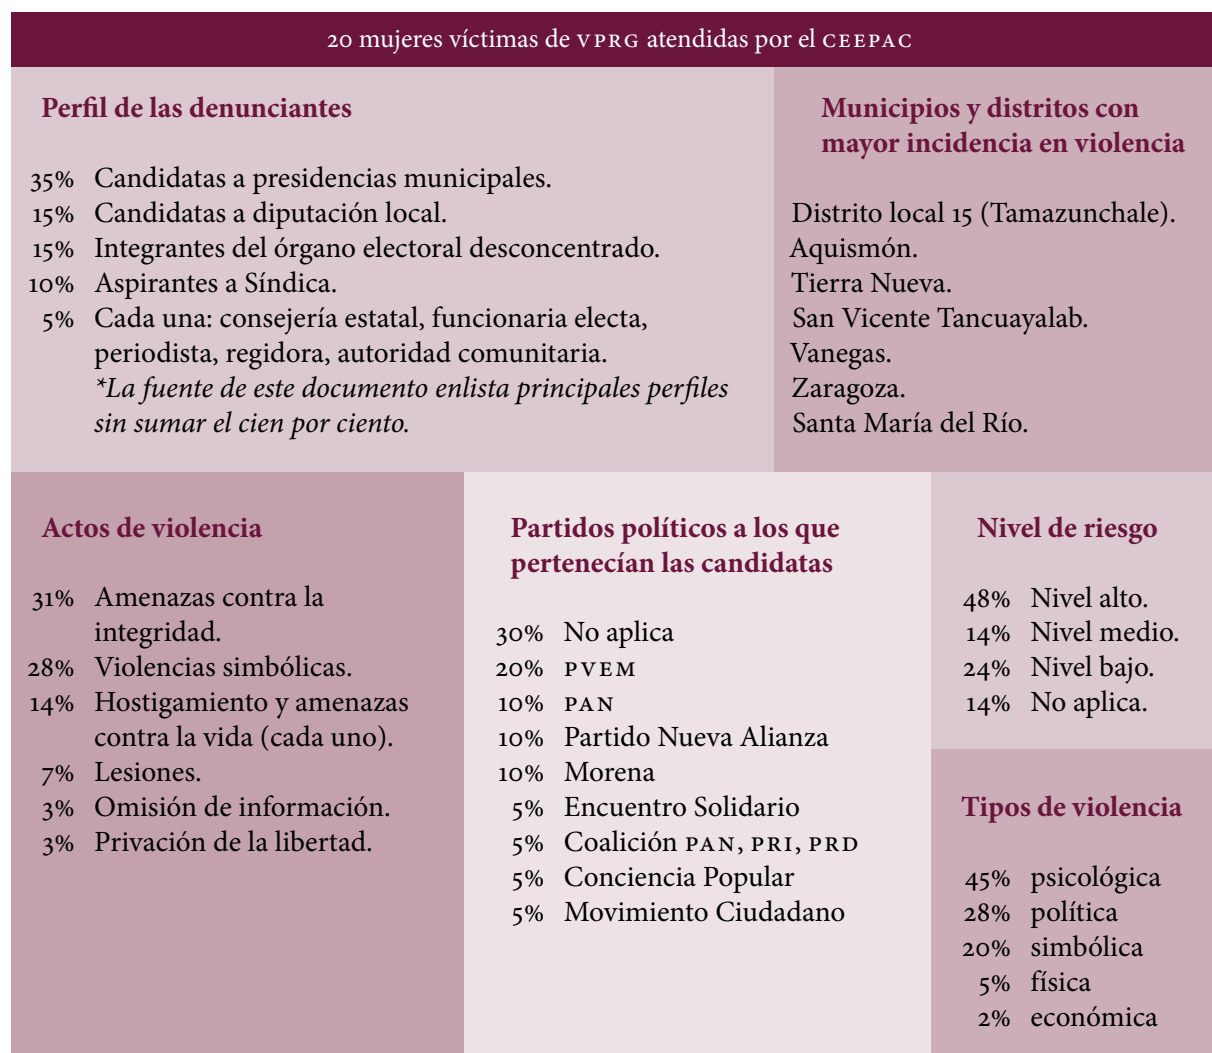 20 mujeres víctimas de VPRG atendidas por el CEEPAC
Perfil de las denunciantes
35% Candidatas a presidencias municipales.
15% Candidatas a diputación local.
15% Integrantes del órgano electoral desconcentrado.
10% Aspirantes a Síndica.
5% Cada una: consejería estatal, funcionaria electa,
periodista, regidora, autoridad comunitaria.
*La fuente de este documento enlista principales perfiles
sin sumar el cien por ciento.
Municipios y distritos con
mayor incidencia en violencia
Distrito local 15 (Tamazunchale).
Aquismón.
Tierra Nueva.
San Vicente Tancuayalab.
Vanegas.
Zaragoza.
Santa María del Río.
Actos de violencia
31% Amenazas contra la
integridad.
28% Violencias simbólicas.
14% Hostigamiento y amenazas
contra la vida (cada uno).
7% Lesiones.
3% Omisión de información.
3% Privación de la libertad.
Partidos políticos a los que
pertenecían las candidatas
30% No aplica
20% PVEM
10% PAN
10% Partido Nueva Alianza
10% Morena
5% Encuentro Solidario
5% Coalición PAN, PRI, PRD
5% Conciencia Popular
5% Movimiento Ciudadano
Nivel de riesgo
48% Nivel alto.
14% Nivel medio.
24% Nivel bajo.
14% No aplica.
Tipos de violencia
45% psicológica
28% política
20% simbólica
5% física
2% económica